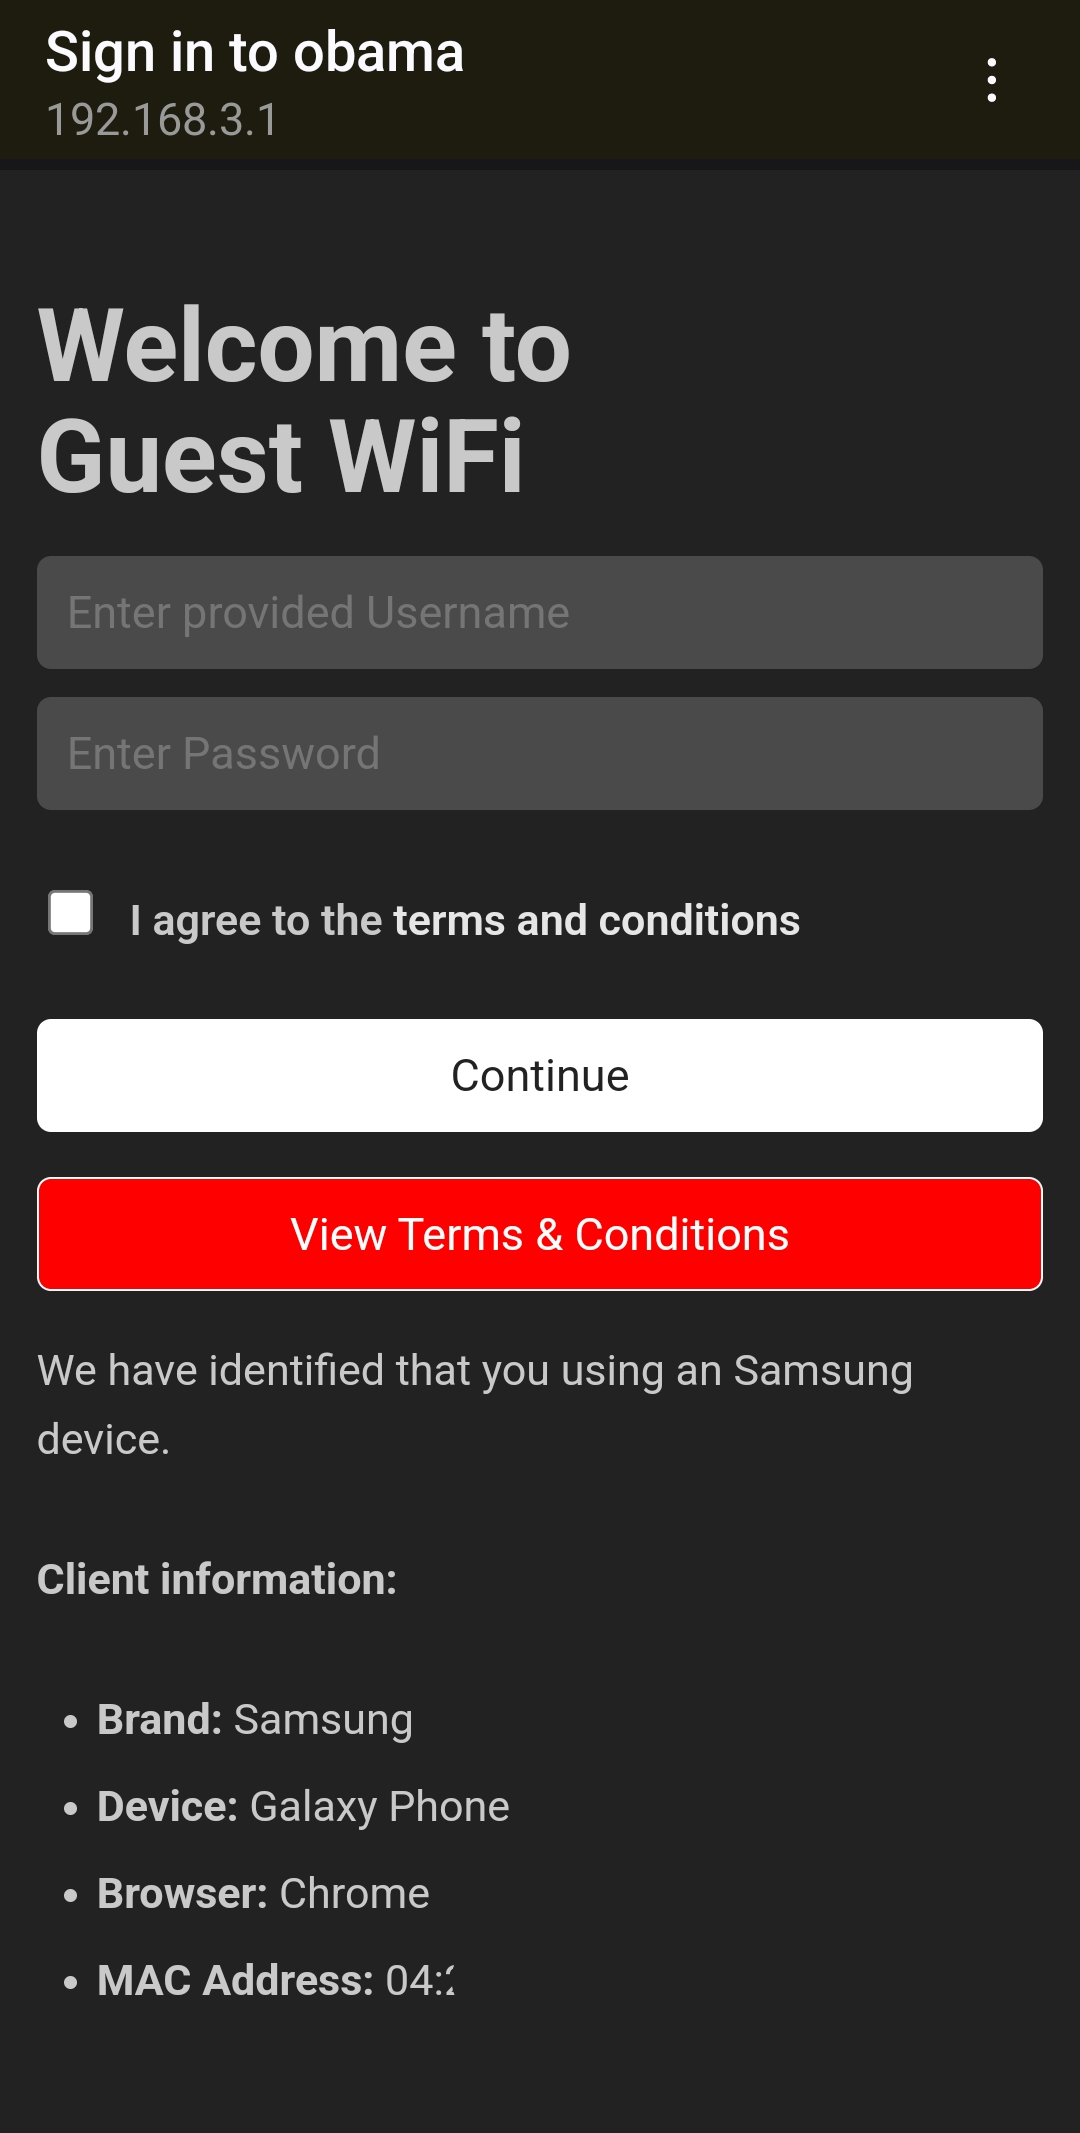 Sign in to obama
192.168.3.1
Welcome to
Guest WiFi
Enter provided Username
Enter Password
I agree to the terms and conditions
Continue
View Terms & Conditions
We have identified that you using an Samsung
device.
Client information:
• Brand: Samsung
• Device: Galaxy Phone
• Browser: Chrome
• MAC Address: 04: